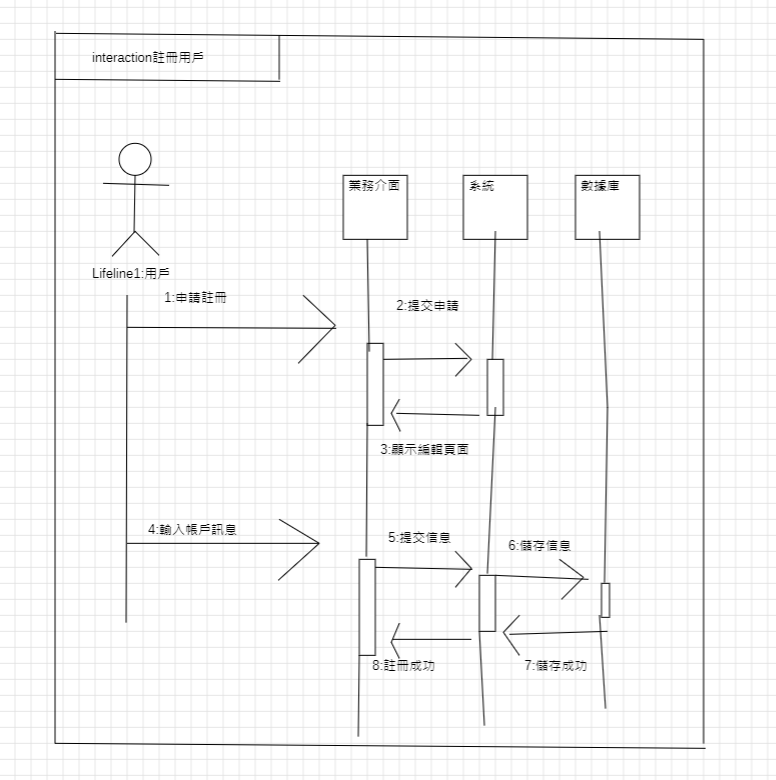 interaction註冊用戶
業務介面
系統
數據庫
Lifeline1:用戶
1:申請註冊
2:提交申請
3:顯示編輯頁面
4:輸入帳戶訊息
5:提交信息
6:儲存信息
7:儲存成功
8:註冊成功